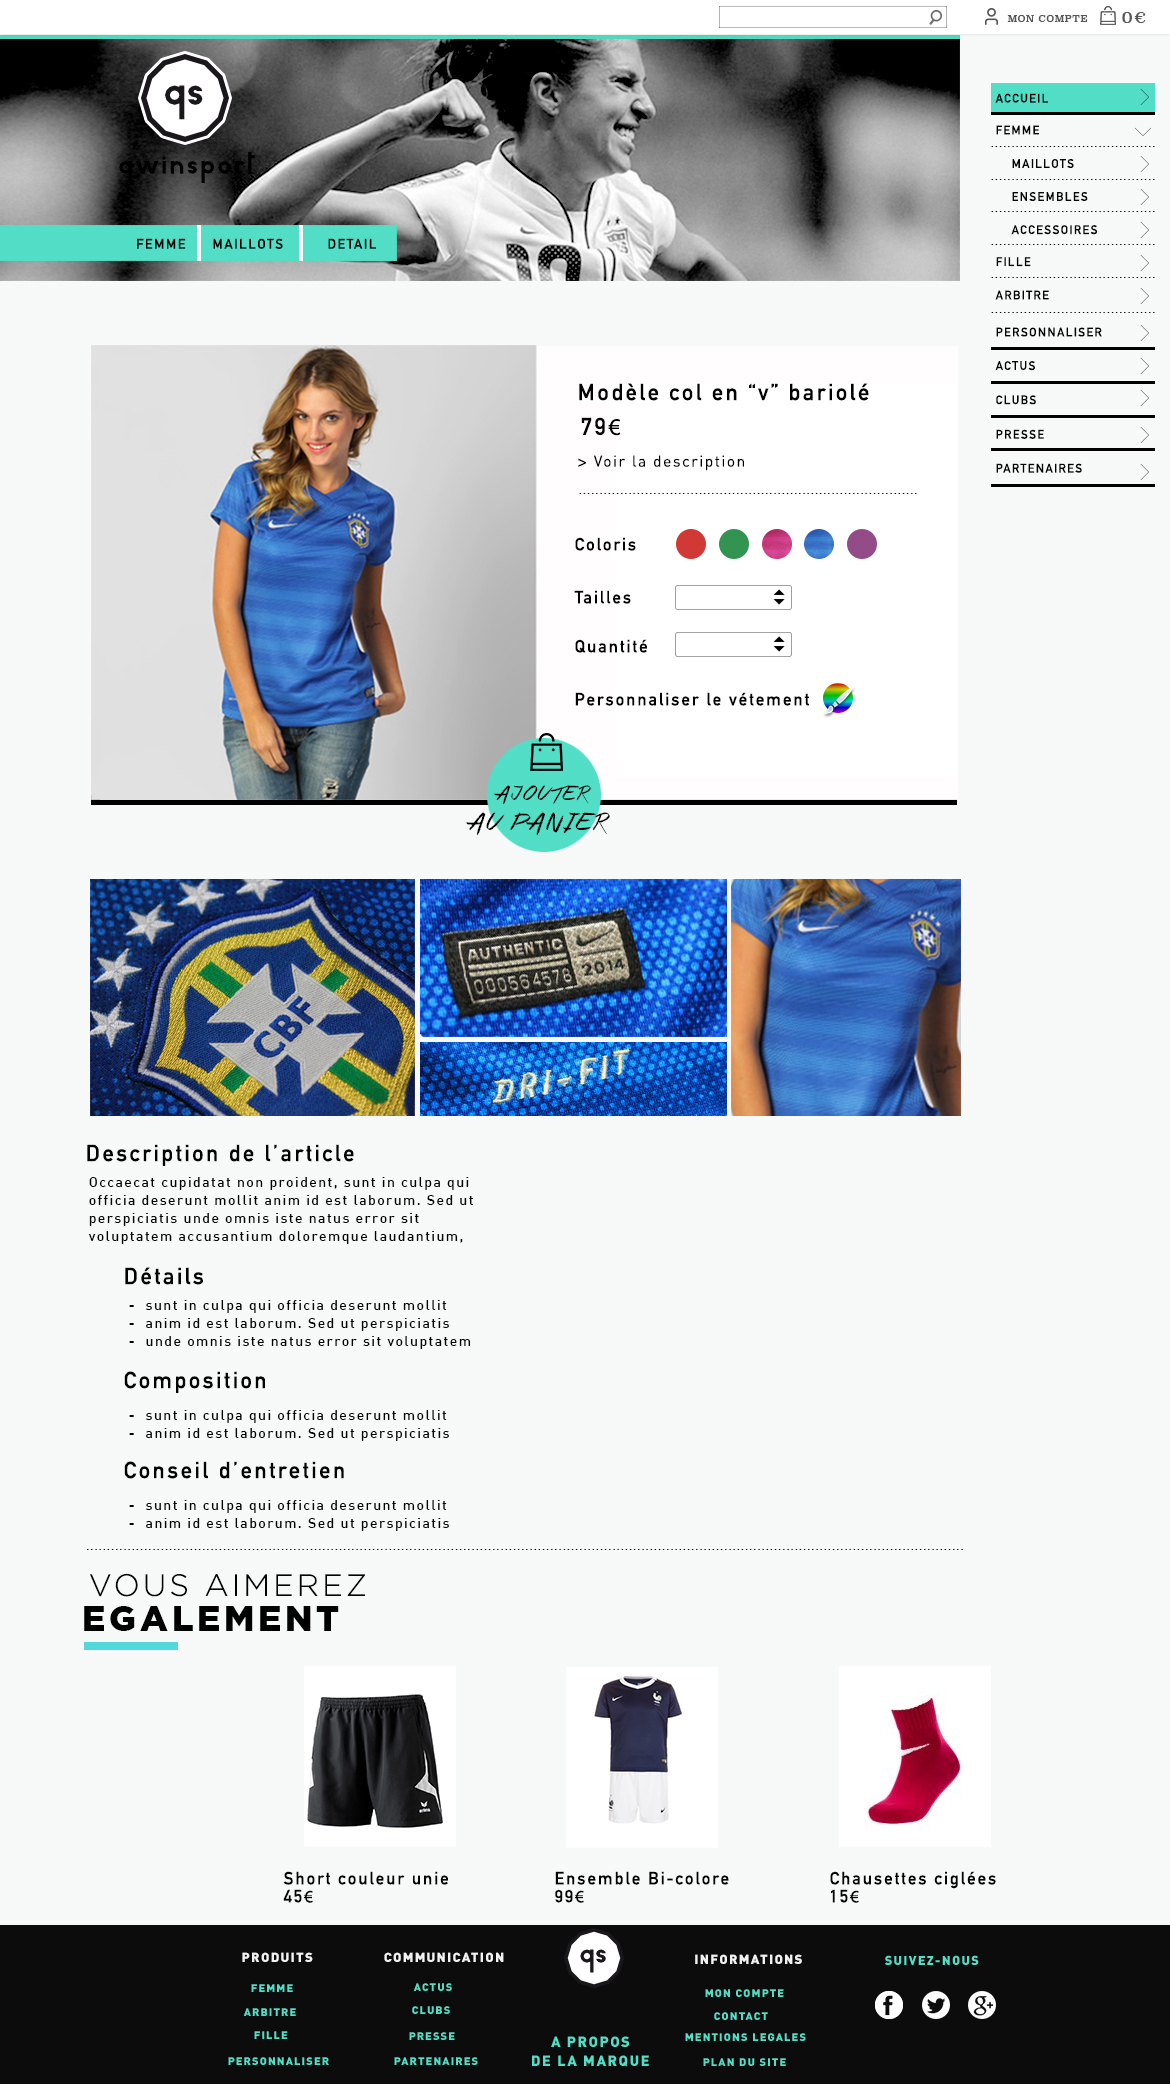 MON COMPTE 0€
qs
qwinsport
FEMME MAILLOTS DETAIL
10
ACCUEIL
FEMME
MAILLOTS
ENSEMBLES
ACCESSOIRES
FILLE
ARBITRE
PERSONNALISER
ACTUS
CLUBS
PRESSE
PARTENAIRES
Modèle col en “v” bariolé
79€
> Voir la description
Coloris
Tailles
Quantité
Personnaliser le vétement
AJOUTER
AU PANIER
CBF
AUTHENTIC
000564578 2014
DRI-FIT
Description de l’article
Occaecat cupidatat non proident, sunt in culpa qui
officia deserunt mollit anim id est laborum. Sed ut
perspiciatis unde omnis iste natus error sit
voluptatem accusantium doloremque laudantium,
Détails
- sunt in culpa qui officia deserunt mollit
- anim id est laborum. Sed ut perspiciatis
- unde omnis iste natus error sit voluptatem
Composition
- sunt in culpa qui officia deserunt mollit
- anim id est laborum. Sed ut perspiciatis
Conseil d’entretien
- sunt in culpa qui officia deserunt mollit
- anim id est laborum. Sed ut perspiciatis
VOUS AIMEREZ
EGALEMENT
erima
Short couleur unie
45€
Ensemble Bi-colore
99€
Chausettes ciglées
15€
PRODUITS
FEMME
ARBITRE
FILLE
PERSONNALISER
COMMUNICATION
ACTUS
CLUBS
PRESSE
PARTENAIRES
qs
A PROPOS
DE LA MARQUE
INFORMATIONS
MON COMPTE
CONTACT
MENTIONS LEGALES
PLAN DU SITE
SUIVEZ-NOUS
f g+